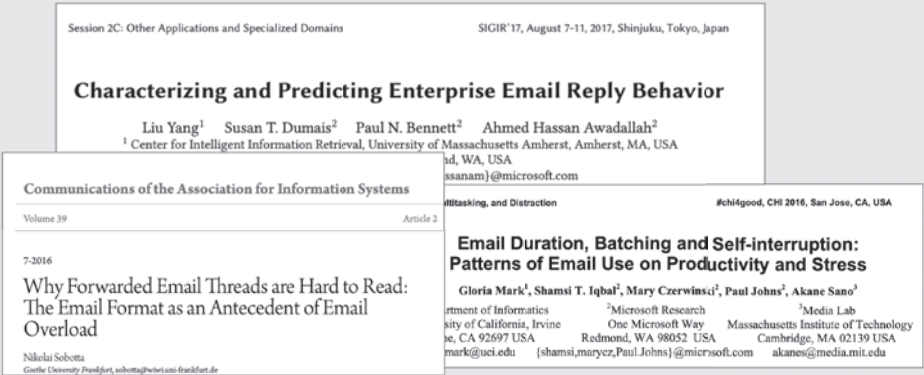 Session 2C: Other Applications and Specialized Domains
SIGIR'17, August 7-11, 2017, Shinjuku, Tokyo, Japan
Characterizing and Predicting Enterprise Email Reply Behavior
Liu Yang¹ Susan T. Dumais² Paul N. Bennett² Ahmed Hassan Awadallah²
¹ Center for Intelligent Information Retrieval, University of Massachusetts Amherst, Amherst, MA, USA
nd, WA, USA
ssanam}@microsoft.com
Communications of the Association for Information Systems
Volume 39
Article 2
7-2016
Why Forwarded Email Threads are Hard to Read:
The Email Format as an Antecedent of Email
Overload
Nikolai Sobotta
Goethe University Frankfurt, sobotta@wiwi.uni-frankfurt.de
ltitasking, and Distraction
#chi4good, CHI 2016, San Jose, CA, USA
Email Duration, Batching and Self-interruption:
Patterns of Email Use on Productivity and Stress
Gloria Mark¹, Shamsi T. Iqbal², Mary Czerwinski², Paul Johns², Akane Sano³
rtment of Informatics
sity of California, Irvine
ne, CA 92697 USA
mark@uci.edu
²Microsoft Research
One Microsoft Way
Redmond, WA 98052 USA
{shamsi,marycz,Paul.Johns}@microsoft.com
³Media Lab
Massachusetts Institute of Technology
Cambridge, MA 02139 USA
akanes@media.mit.edu